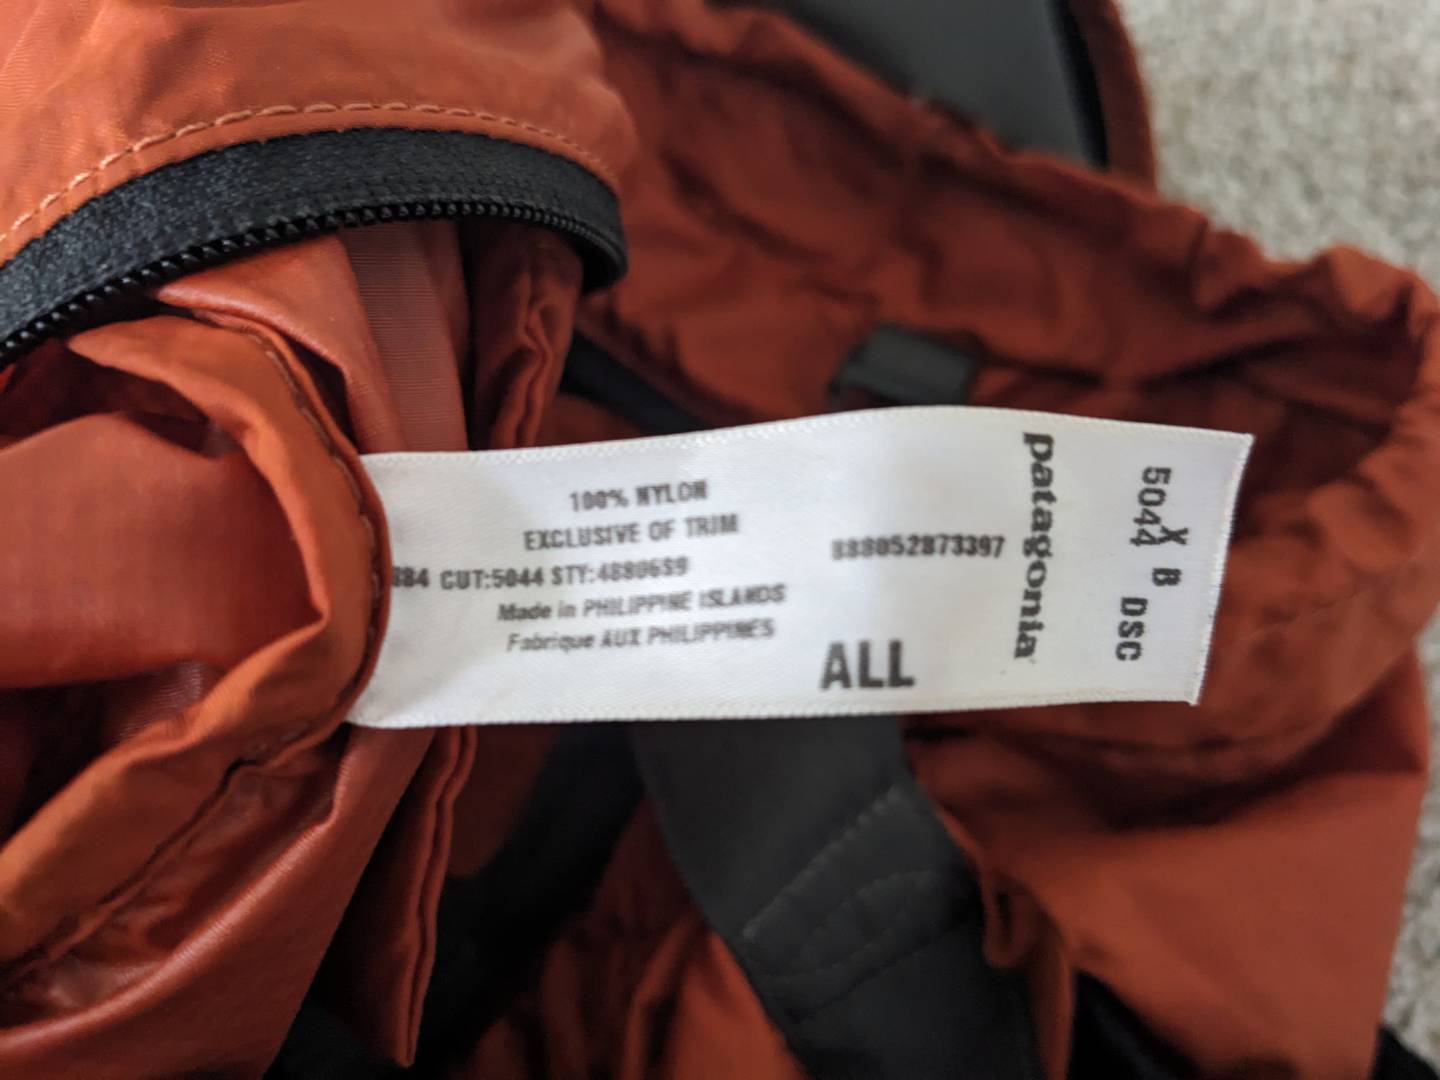 100% NYLON
EXCLUSIVE OF TRIM
884 CUT:5044 STY:48806S9
Made in PHILIPPINE ISLANDS
Fabrique AUX PHILIPPINES
888052873397
ALL
patagonia
5044 B DSC
X